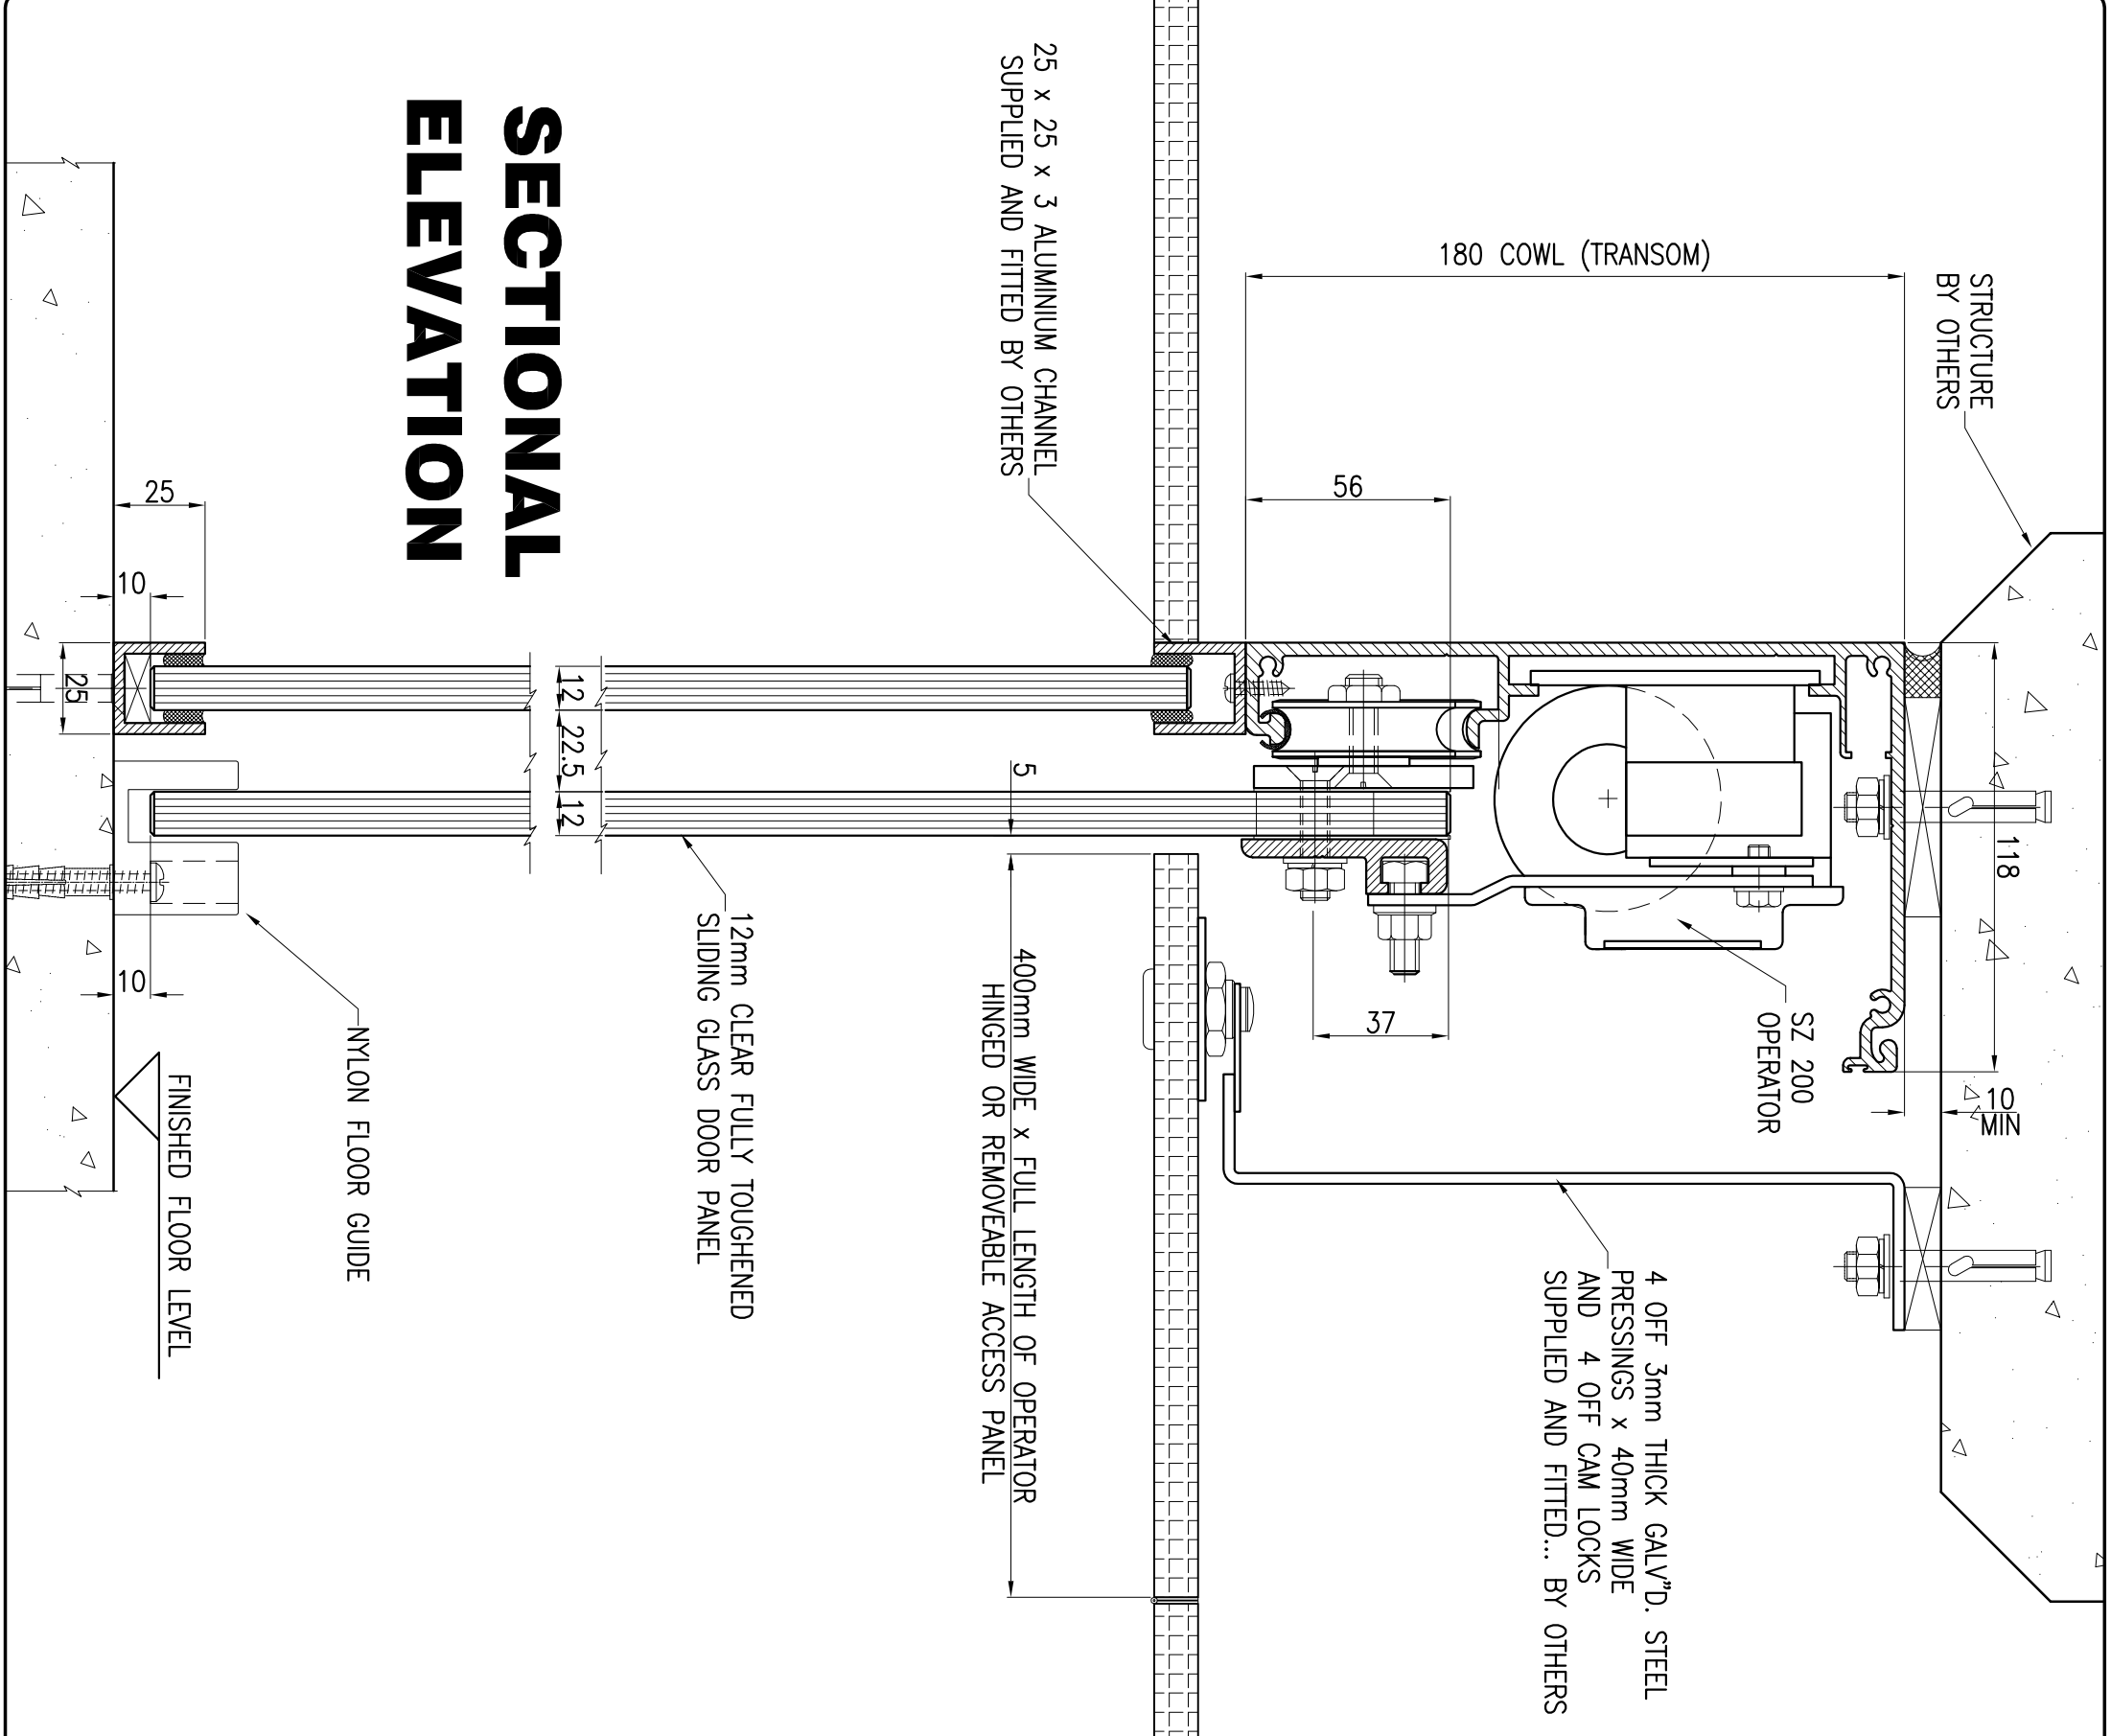 STRUCTURE
BY OTHERS
118
10
MIN
180 COWL (TRANSOM)
SZ 200
OPERATOR
4 OFF 3mm THICK GALV"D. STEEL
PRESSINGS x 40mm WIDE
AND 4 OFF CAM LOCKS
SUPPLIED AND FITTED... BY OTHERS
56
37
25 x 25 x 3 ALUMINIUM CHANNEL
SUPPLIED AND FITTED BY OTHERS
5
400mm WIDE x FULL LENGTH OF OPERATOR
HINGED OR REMOVEABLE ACCESS PANEL
12mm CLEAR FULLY TOUGHENED
SLIDING GLASS DOOR PANEL
12
22.5
12
SECTIONAL
ELEVATION
NYLON FLOOR GUIDE
25
10
10
25
FINISHED FLOOR LEVEL